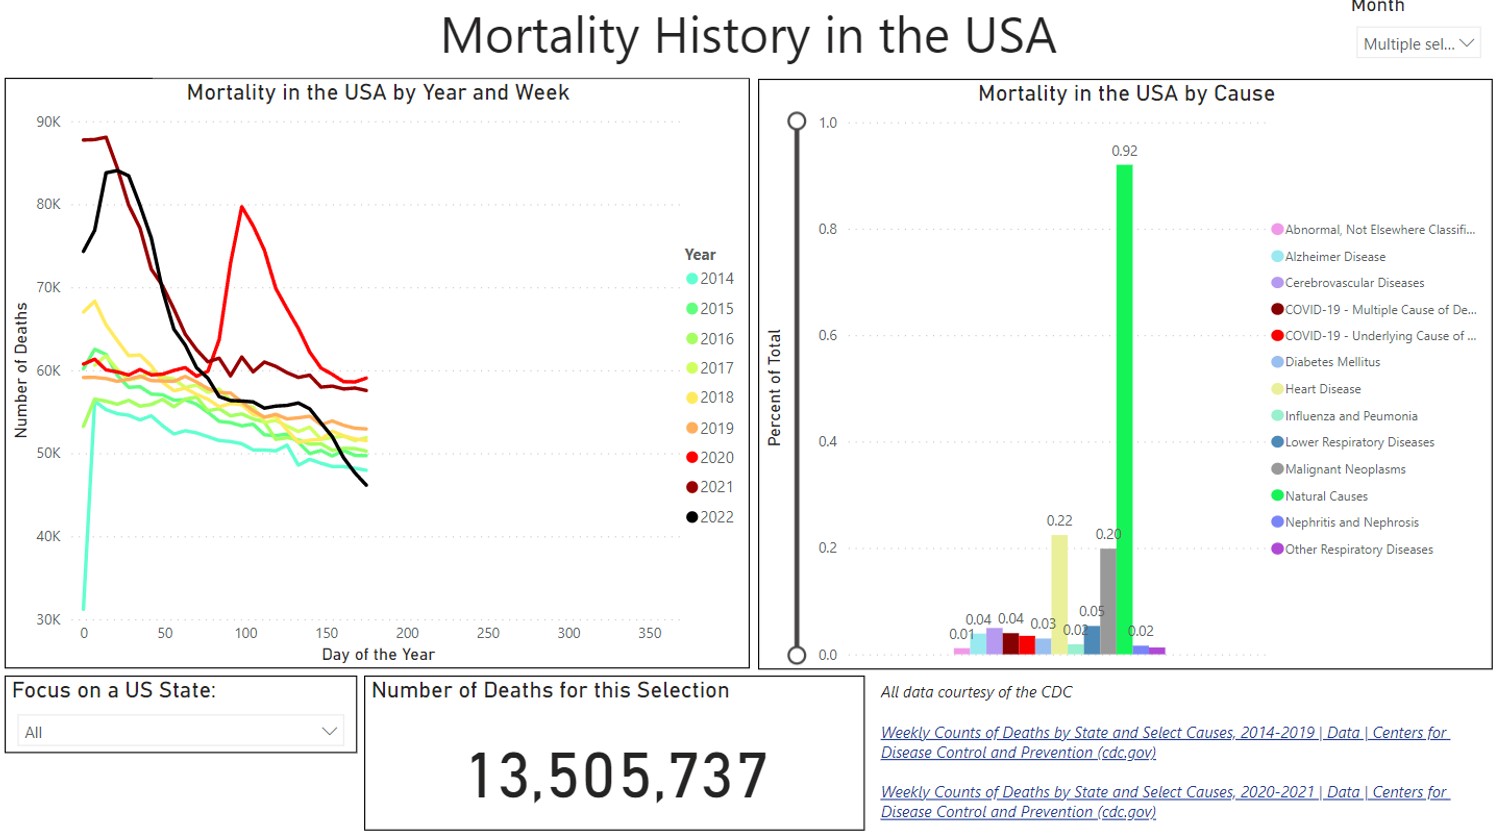 Mortality History in the USA
Month
Multiple sel...
Mortality in the USA by Year and Week
90K
80K
70K
60K
50K
40K
30K
Number of Deaths
0 50 100 150 200 250 300 350
Day of the Year
Year
2014
2015
2016
2017
2018
2019
2020
2021
2022
Mortality in the USA by Cause
1.0
0.8
0.6
0.4
0.2
0.0
Percent of Total
0.01
0.04
0.04
0.03
0.22
0.02
0.05
0.20
0.92
0.02
Abnormal, Not Elsewhere Classifi...
Alzheimer Disease
Cerebrovascular Diseases
COVID-19 - Multiple Cause of De...
COVID-19 - Underlying Cause of ...
Diabetes Mellitus
Heart Disease
Influenza and Peumonia
Lower Respiratory Diseases
Malignant Neoplasms
Natural Causes
Nephritis and Nephrosis
Other Respiratory Diseases
Focus on a US State:
All
Number of Deaths for this Selection
13,505,737
All data courtesy of the CDC
Weekly Counts of Deaths by State and Select Causes, 2014-2019 | Data | Centers for
Disease Control and Prevention (cdc.gov)
Weekly Counts of Deaths by State and Select Causes, 2020-2021 | Data | Centers for
Disease Control and Prevention (cdc.gov)